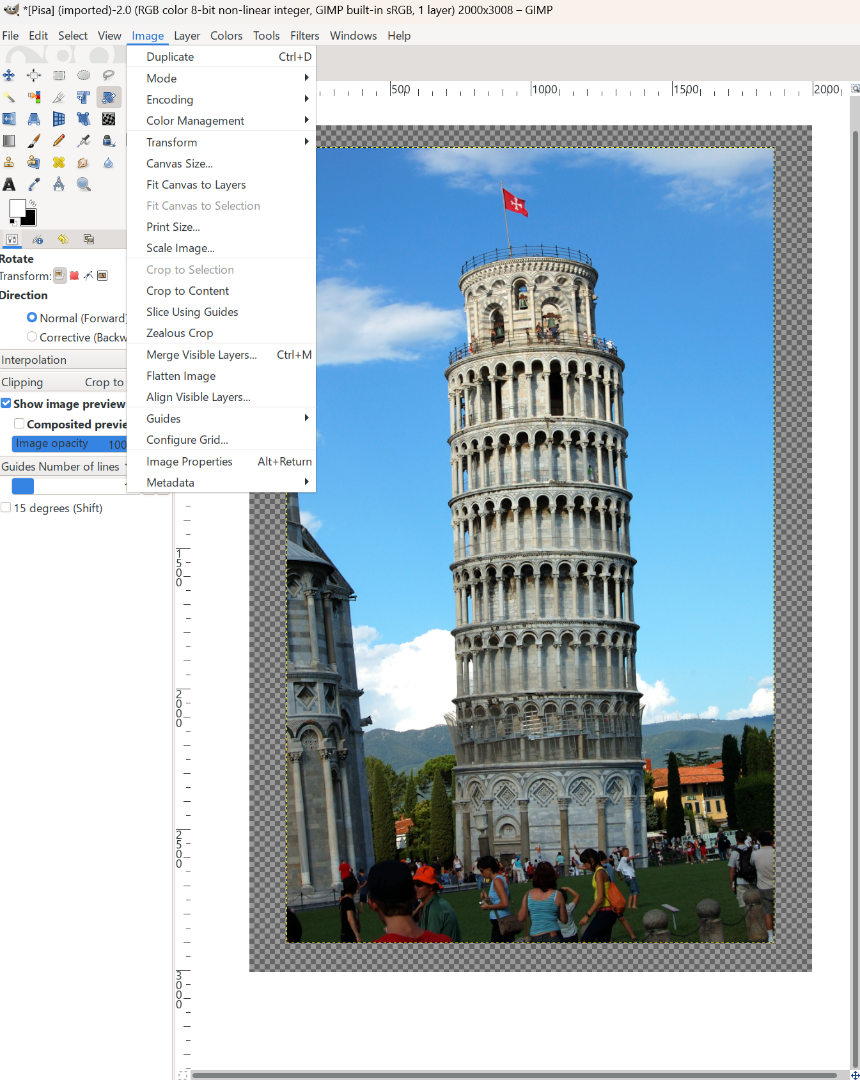 *[Pisa] (imported)-2.0 (RGB color 8-bit non-linear integer, GIMP built-in sRGB, 1 layer) 2000x3008 – GIMP
File Edit Select View Image Layer Colors Tools Filters Windows Help
Duplicate Ctrl+D
Mode
Encoding
Color Management
Transform
Canvas Size...
Fit Canvas to Layers
Fit Canvas to Selection
Print Size...
Scale Image...
Crop to Selection
Crop to Content
Slice Using Guides
Zealous Crop
Merge Visible Layers... Ctrl+M
Flatten Image
Align Visible Layers...
Guides
Configure Grid...
Image Properties Alt+Return
Metadata
500 1000 1500 2000
Rotate
Transform:
Direction
Normal (Forward)
Corrective (Backw
Interpolation
Clipping Crop to
Show image preview
Composited previe
Image opacity 100
Guides Number of lines
15 degrees (Shift)
1500
2000
2500
3000